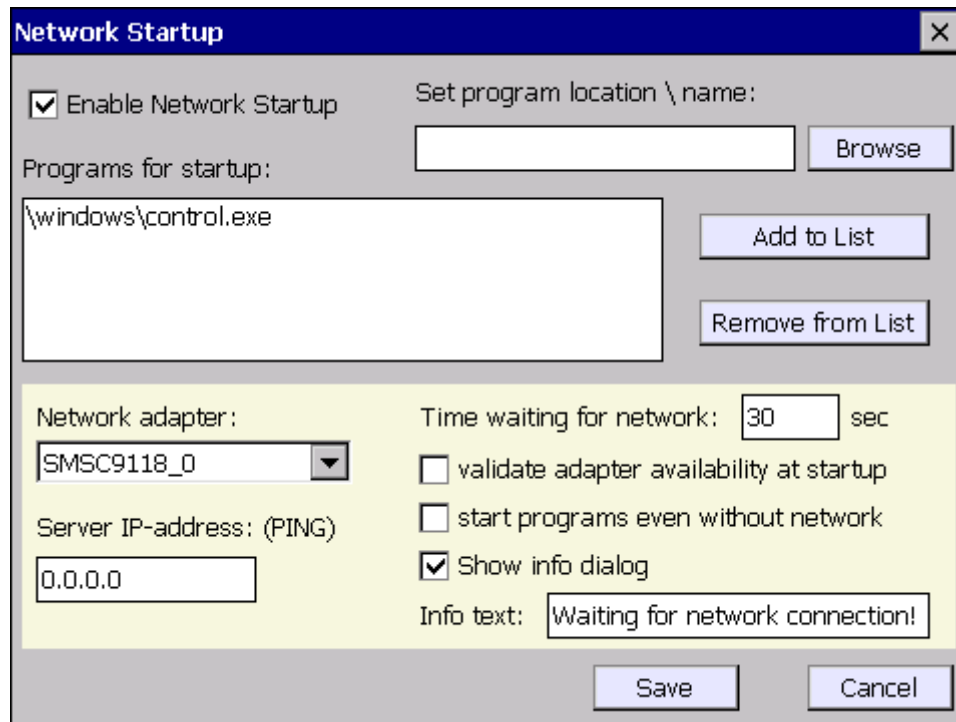 Network Startup
Enable Network Startup
Set program location \ name:
Browse
Programs for startup:
\windows\control.exe
Add to List
Remove from List
Network adapter:
SMSC9118_0
Server IP-address: (PING)
0.0.0.0
Time waiting for network: 30 sec
validate adapter availability at startup
start programs even without network
Show info dialog
Info text: Waiting for network connection!
Save
Cancel